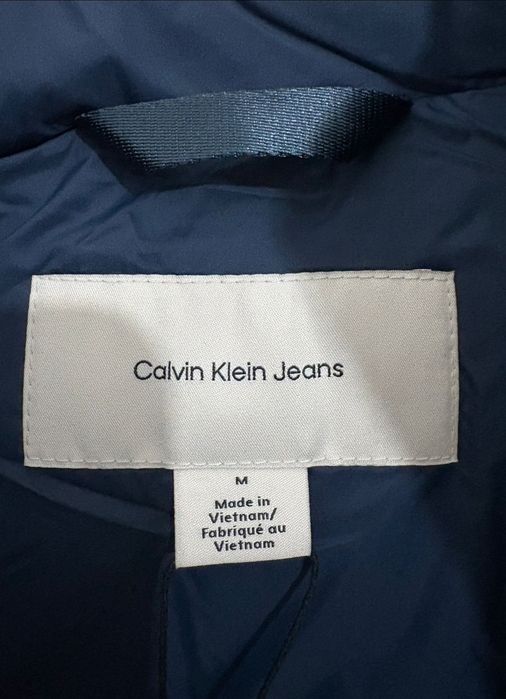 Calvin Klein Jeans
M
Made in
Vietnam/
Fabriqué au
Vietnam